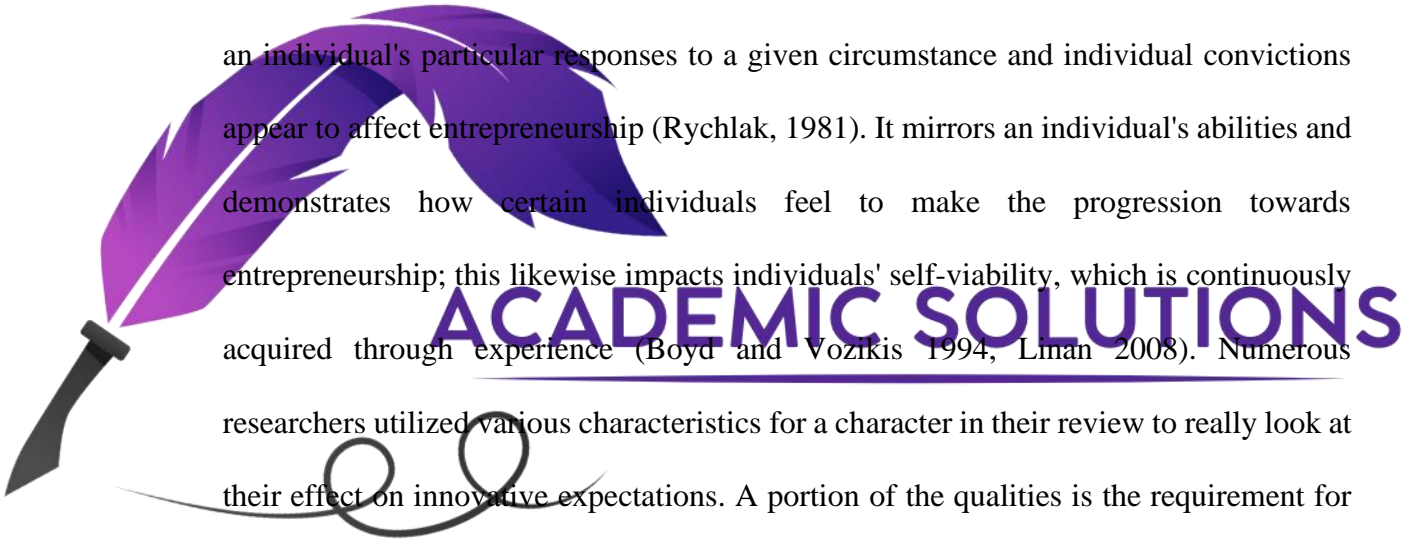 an individual's particular responses to a given circumstance and individual convictions
appear to affect entrepreneurship (Rychlak, 1981). It mirrors an individual's abilities and
demonstrates how certain individuals feel to make the progression towards
entrepreneurship; this likewise impacts individuals' self-viability, which is continuously
ACADEMIC SOLUTIONS
acquired through experience (Boyd and Vozikis 1994, Linan 2008). Numerous
researchers utilized various characteristics for a character in their review to really look at
their effect on innovative expectations. A portion of the qualities is the requirement for